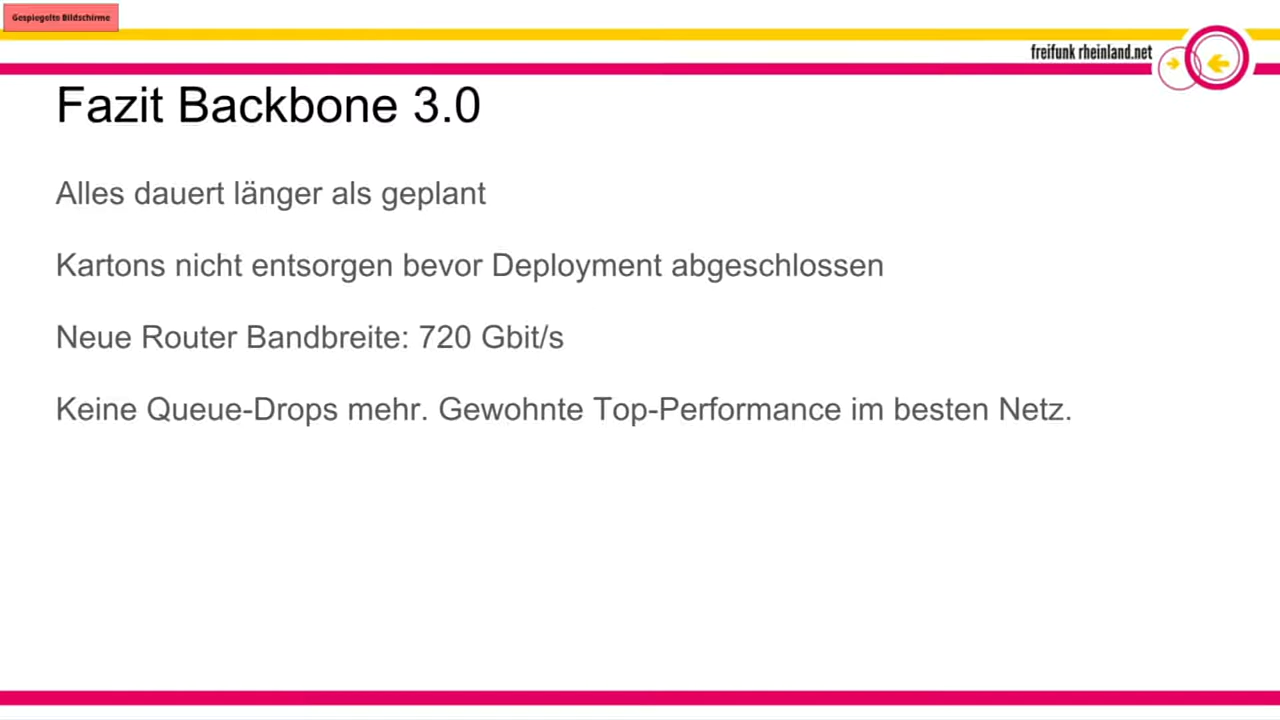 Gespiegelte Bildschirme
freifunk rheinland.net
Fazit Backbone 3.0
Alles dauert länger als geplant
Kartons nicht entsorgen bevor Deployment abgeschlossen
Neue Router Bandbreite: 720 Gbit/s
Keine Queue-Drops mehr. Gewohnte Top-Performance im besten Netz.